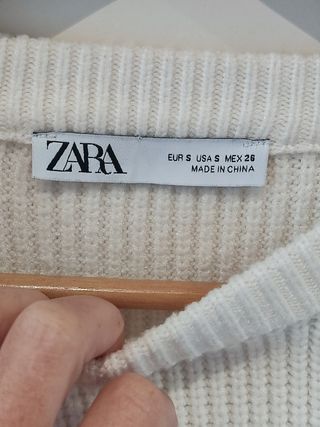 ZARA
EUR S USA S MEX 26
MADE IN CHINA